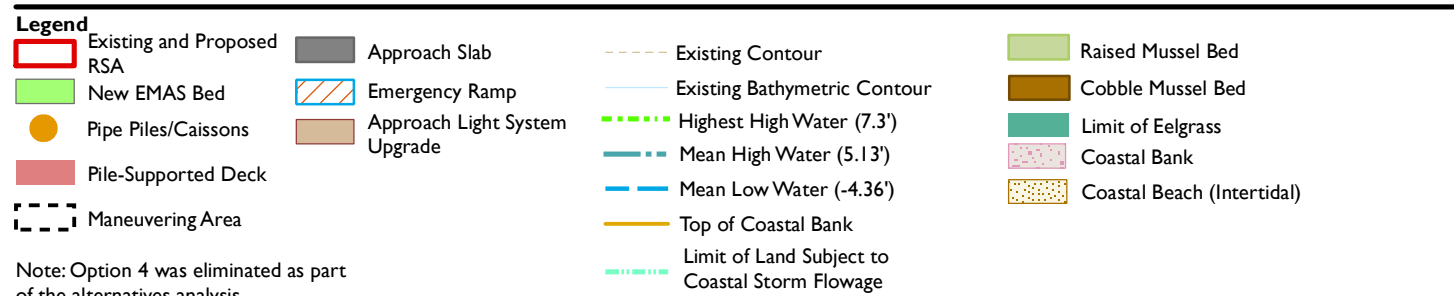 Legend
Existing and Proposed
RSA
New EMAS Bed
Pipe Piles/Caissons
Pile-Supported Deck
Maneuvering Area
Note: Option 4 was eliminated as part
of the alternatives analysis
Approach Slab
Emergency Ramp
Approach Light System
Upgrade
Existing Contour
Existing Bathymetric Contour
Highest High Water (7.3')
Mean High Water (5.13')
Mean Low Water (-4.36')
Top of Coastal Bank
Limit of Land Subject to
Coastal Storm Flowage
Raised Mussel Bed
Cobble Mussel Bed
Limit of Eelgrass
Coastal Bank
Coastal Beach (Intertidal)